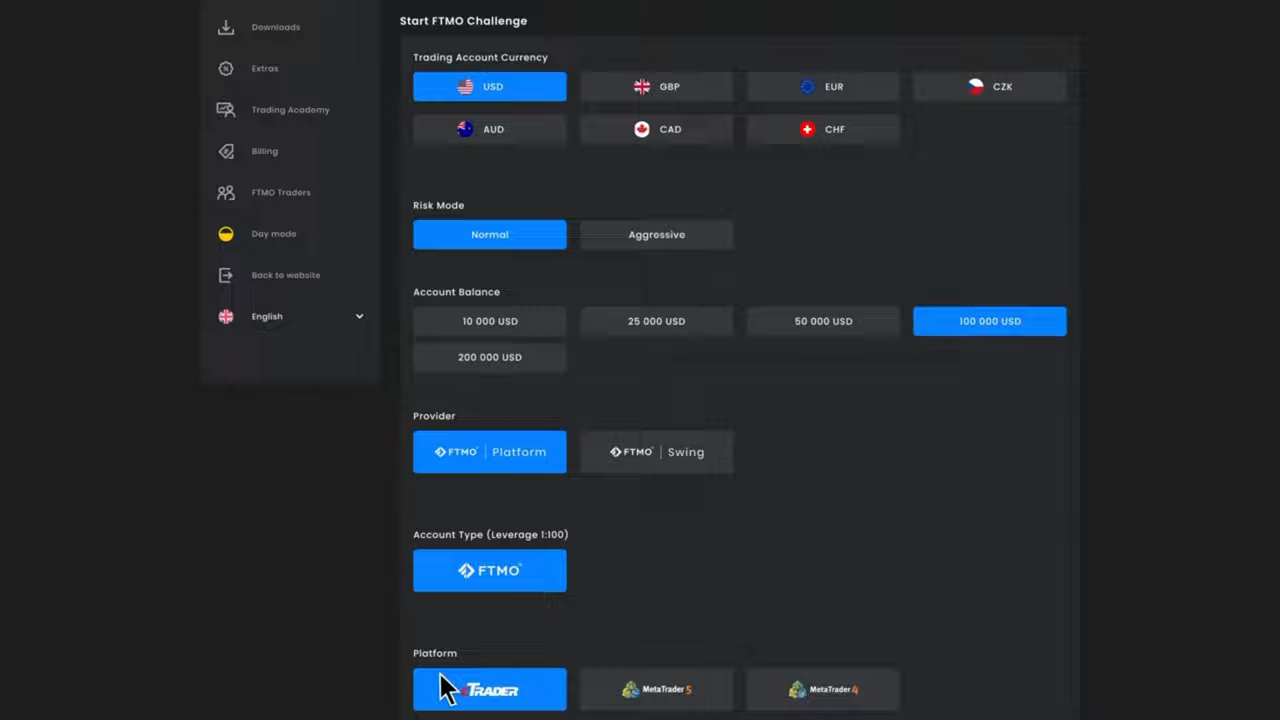 Downloads
Extras
Trading Academy
Billing
FTMO Traders
Day mode
Back to website
English
Start FTMO Challenge
Trading Account Currency
USD GBP EUR CZK
AUD CAD CHF
Risk Mode
Normal Aggressive
Account Balance
10 000 USD 25 000 USD 50 000 USD 100 000 USD
200 000 USD
Provider
FTMO | Platform FTMO | Swing
Account Type (Leverage 1:100)
FTMO
Platform
TRADER MetaTrader 5 MetaTrader 4